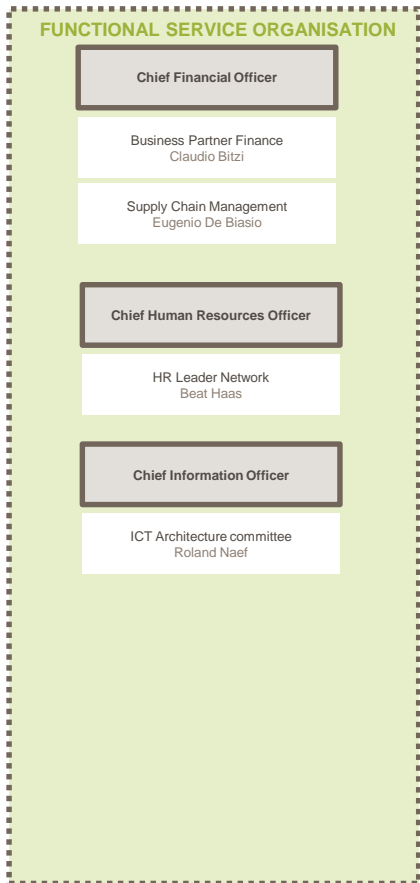 FUNCTIONAL SERVICE ORGANISATION
Chief Financial Officer
Business Partner Finance
Claudio Bitzi
Supply Chain Management
Eugenio De Biasio
Chief Human Resources Officer
HR Leader Network
Beat Haas
Chief Information Officer
ICT Architecture committee
Roland Naef